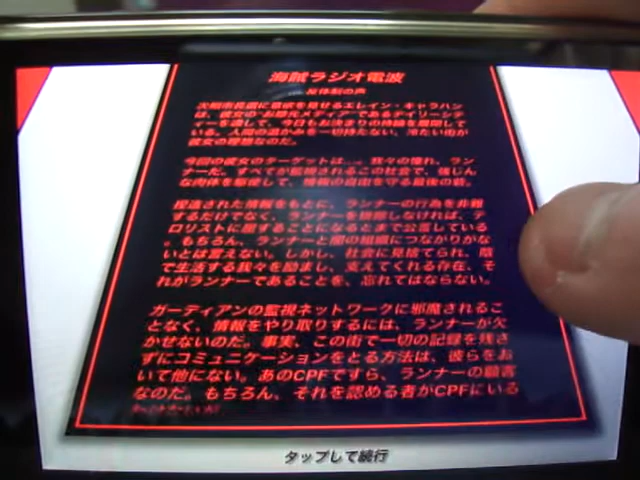 海賊ラジオ電波
反体制の声
次期市長選に意欲を見せるエレイン・キャラハン
は、彼女の"お膝元メディア"であるデイリーシティ
ーを通して、今日もお決まりの持論を展開して
いる。人間の温かみを一切持たない、冷たい街が
彼女の理想なのだ。
今回の彼女のターゲットは…。我々の憧れ、ラン
ナーだ。すべてが監視されるこの社会で、強じん
な肉体を駆使して、情報の自由を守る最後の砦。
捏造された情報をもとに、ランナーの行為を非難
するだけでなく、ランナーを擁護しなければ、テ
ロリストに屈することになるとまで公言している
。もちろん、ランナーと闇の組織につながりがな
いとは言えない。しかし、社会に見捨てられ、陰
で生活する我々を励まし、支えてくれる存在、そ
れがランナーであることを、忘れてはならない。
ガーディアンの監視ネットワークに邪魔されるこ
となく、情報をやり取りするには、ランナーが欠
かせないのだ。事実、この街で一切の記録を残さ
ずにコミュニケーションをとる方法は、彼らをお
いて他にない。あのCPFですら、ランナーの顧客
なのだ。もちろん、それを認める者がCPFにいる
タップして続行